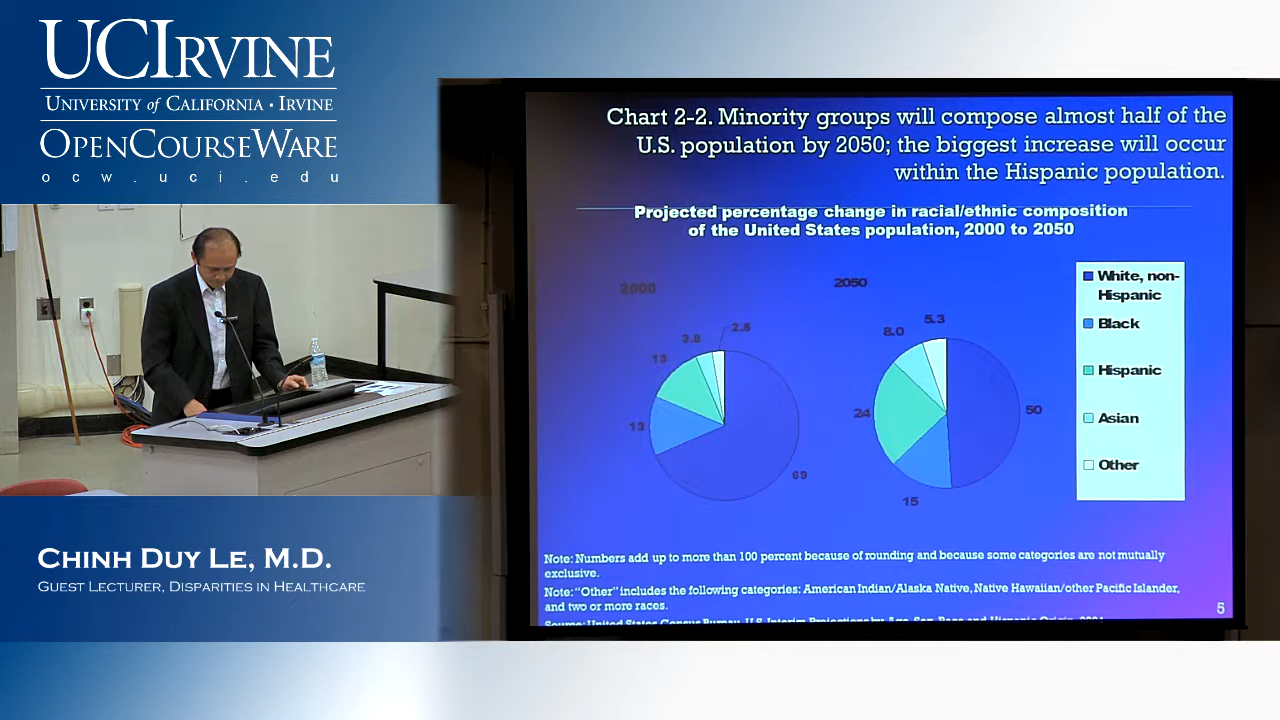 UCIRVINE
UNIVERSITY of CALIFORNIA • IRVINE
OPENCOURSEWARE
ocw.uci.edu
CHINH DUY LE, M.D.
GUEST LECTURER, DISPARITIES IN HEALTHCARE
Chart 2-2. Minority groups will compose almost half of the
U.S. population by 2050; the biggest increase will occur
within the Hispanic population.
Projected percentage change in racial/ethnic composition
of the United States population, 2000 to 2050
2000
2.5
3.8
13
13
69
2050
5.3
8.0
24
50
15
White, non-
Hispanic
Black
Hispanic
Asian
Other
Note: Numbers add up to more than 100 percent because of rounding and because some categories are not mutually
exclusive.
Note: “Other” includes the following categories: American Indian/Alaska Native, Native Hawaiian/other Pacific Islander,
and two or more races.
Source: United States Census Bureau, U.S. Interim Projections by Age, Sex, Race and Hispanic Origin, 2004
5